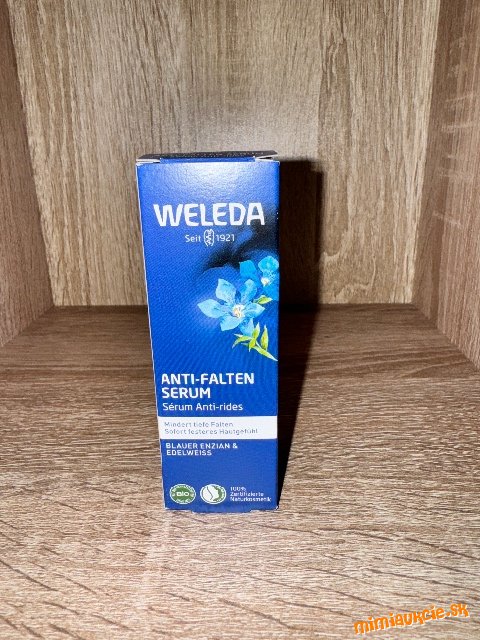 WELEDA
Seit 1921
ANTI-FALTEN
SERUM
Sérum Anti-rides
Mindert tiefe Falten
Sofort festeres Hautgefühl
BLAUER ENZIAN &
EDELWEISS
BIO
100%
Zertifizierte
Naturkosmetik
mimiaukcie.sk